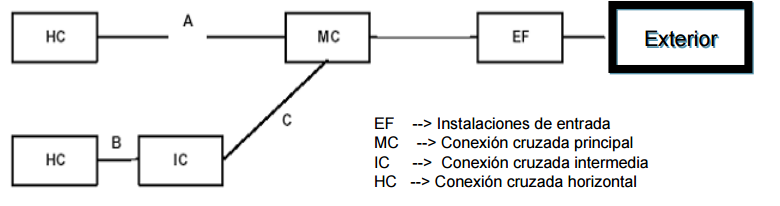 A
HC
MC
EF
Exterior
C
B
HC
IC
EF --> Instalaciones de entrada
MC --> Conexión cruzada principal
IC --> Conexión cruzada intermedia
HC --> Conexión cruzada horizontal